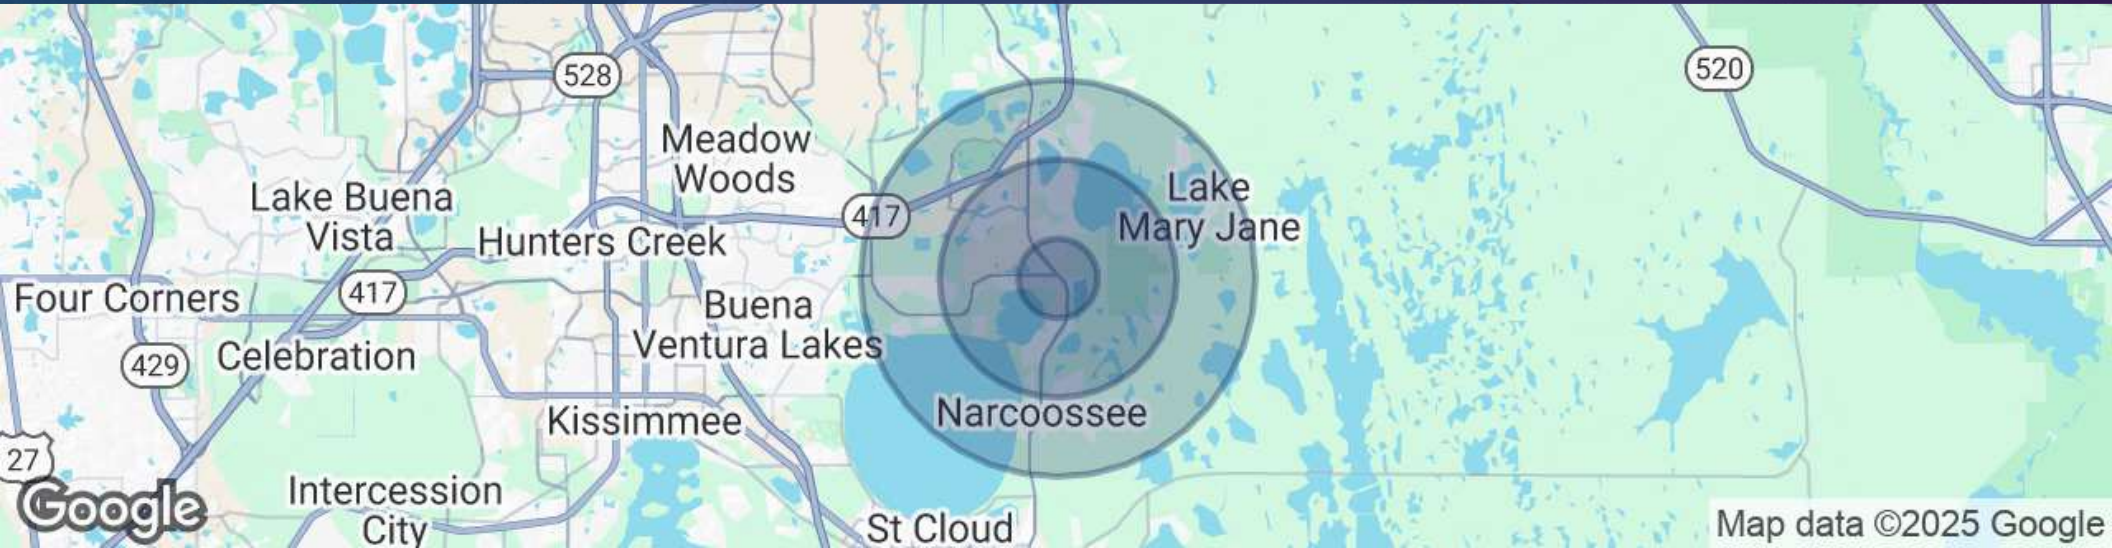 528
520
Meadow
Woods
Lake Buena
Vista
Lake
Mary Jane
417
Hunters Creek
417
Four Corners
Buena
Ventura Lakes
429
Celebration
Kissimmee
Narcoossee
27
Intercession
City
St Cloud
Google
Map data ©2025 Google